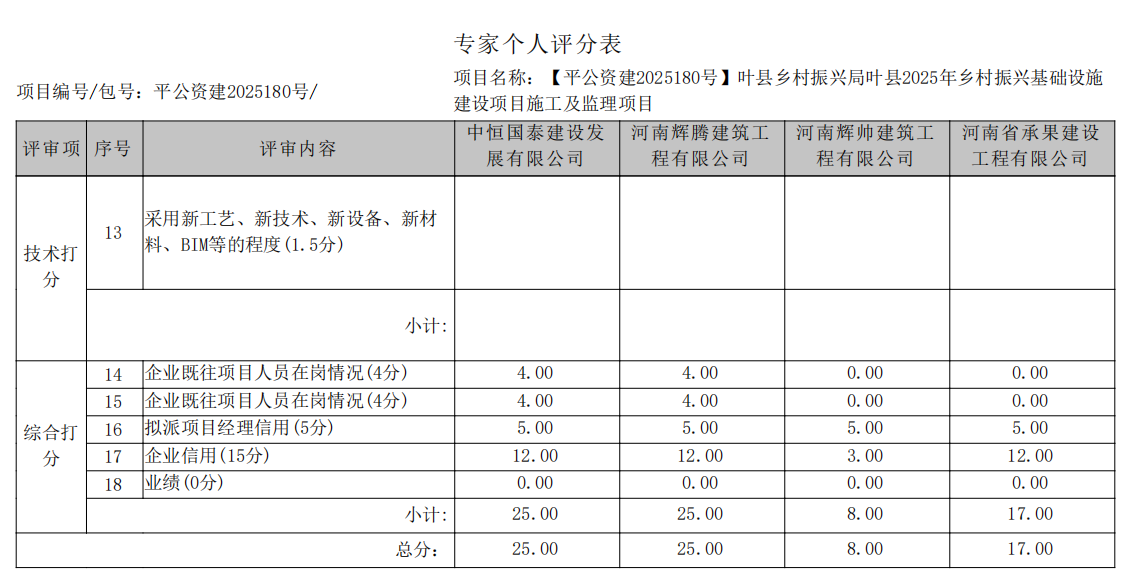 专家个人评分表
项目编号/包号: 平公资建2025180号/
项目名称: 【平公资建2025180号】叶县乡村振兴局叶县2025年乡村振兴基础设施
建设项目施工及监理项目
评审项 序号 评审内容 中恒国泰建设发展有限公司 河南辉腾建筑工程有限公司 河南辉帅建筑工程有限公司 河南省承果建设工程有限公司
技术打分
13 采用新工艺、新技术、新设备、新材
料、BIM等的程度(1.5分)
小计:
综合打分
14 企业既往项目人员在岗情况(4分) 4.00 4.00 0.00 0.00
15 企业既往项目人员在岗情况(4分) 4.00 4.00 0.00 0.00
16 拟派项目经理信用(5分) 5.00 5.00 5.00 5.00
17 企业信用(15分) 12.00 12.00 3.00 12.00
18 业绩(0分) 0.00 0.00 0.00 0.00
小计: 25.00 25.00 8.00 17.00
总分: 25.00 25.00 8.00 17.00